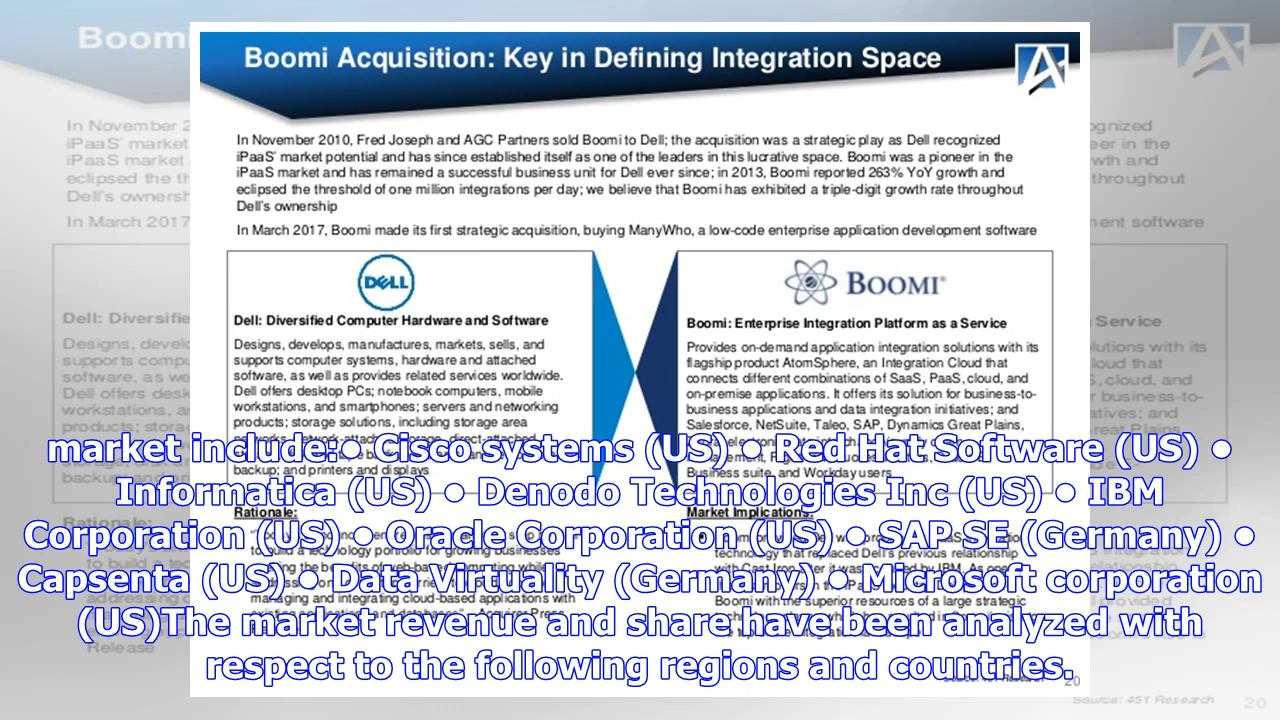 Boomi Acquisition: Key in Defining Integration Space
In November 2010, Fred Joseph and AGC Partners sold Boomi to Dell; the acquisition was a strategic play as Dell recognized
iPaaS' market potential and has since established itself as one of the leaders in this lucrative space. Boomi was a pioneer in the
iPaaS market and has remained a successful business unit for Dell ever since; in 2013, Boomi reported 263% YoY growth and
eclipsed the threshold of one million integrations per day; we believe that Boomi has exhibited a triple-digit growth rate throughout
Dell's ownership
In March 2017, Boomi made its first strategic acquisition, buying ManyWho, a low-code enterprise application development software
DELL
Dell: Diversified Computer Hardware and Software
Designs, develops, manufactures, markets, sells, and
supports computer systems, hardware and attached
software, as well as provides related services worldwide.
Dell offers desktop PCs; notebook computers, mobile
workstations, and smartphones; servers and networking
products; storage solutions, including storage area
backup; and printers and displays
Rationale:
BOOMI
Boomi: Enterprise Integration Platform as a Service
Provides on-demand application integration solutions with its
flagship product AtomSphere, an Integration Cloud that
connects different combinations of SaaS, PaaS, cloud, and
on-premise applications. It offers its solution for business-to-
business applications and data integration initiatives; and
Salesforce, NetSuite, Taleo, SAP, Dynamics Great Plains,
Business suite, and Workday users
Market Implications:
technology that replaced Dell's previous relationship
managing and integrating cloud-based applications with
Boomi with the superior resources of a large strategic
market include:• Cisco systems (US) • Red Hat Software (US) •
Informatica (US) • Denodo Technologies Inc (US) • IBM
Corporation (US) • Oracle Corporation (US) • SAP SE (Germany) •
Capsenta (US) • Data Virtuality (Germany) • Microsoft corporation
(US)The market revenue and share have been analyzed with
respect to the following regions and countries.
20
Source: 451 Research
20